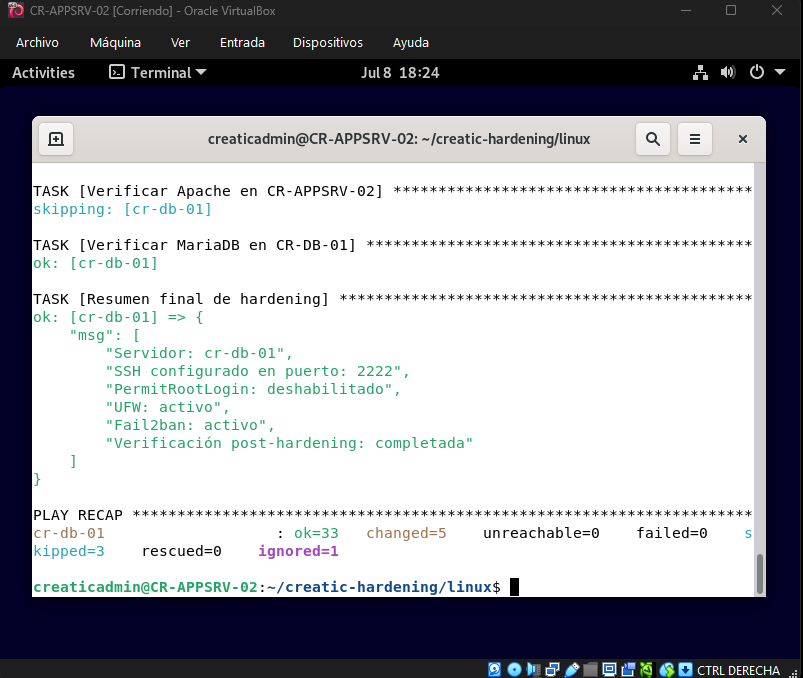 CR-APPSRV-02 [Corriendo] - Oracle VirtualBox
Archivo Máquina Ver Entrada Dispositivos Ayuda
Activities Terminal Jul 8 18:24
creaticadmin@CR-APPSRV-02: ~/creatic-hardening/linux
TASK [Verificar Apache en CR-APPSRV-02] ****************************************
skipping: [cr-db-01]
TASK [Verificar MariaDB en CR-DB-01] *******************************************
ok: [cr-db-01]
TASK [Resumen final de hardening] **********************************************
ok: [cr-db-01] => {
    "msg": [
        "Servidor: cr-db-01",
        "SSH configurado en puerto: 2222",
        "PermitRootLogin: deshabilitado",
        "UFW: activo",
        "Fail2ban: activo",
        "Verificación post-hardening: completada"
    ]
}
PLAY RECAP *********************************************************************
cr-db-01                   : ok=33   changed=5    unreachable=0    failed=0    s
kipped=3    rescued=0    ignored=1
creaticadmin@CR-APPSRV-02:~/creatic-hardening/linux$
CTRL DERECHA